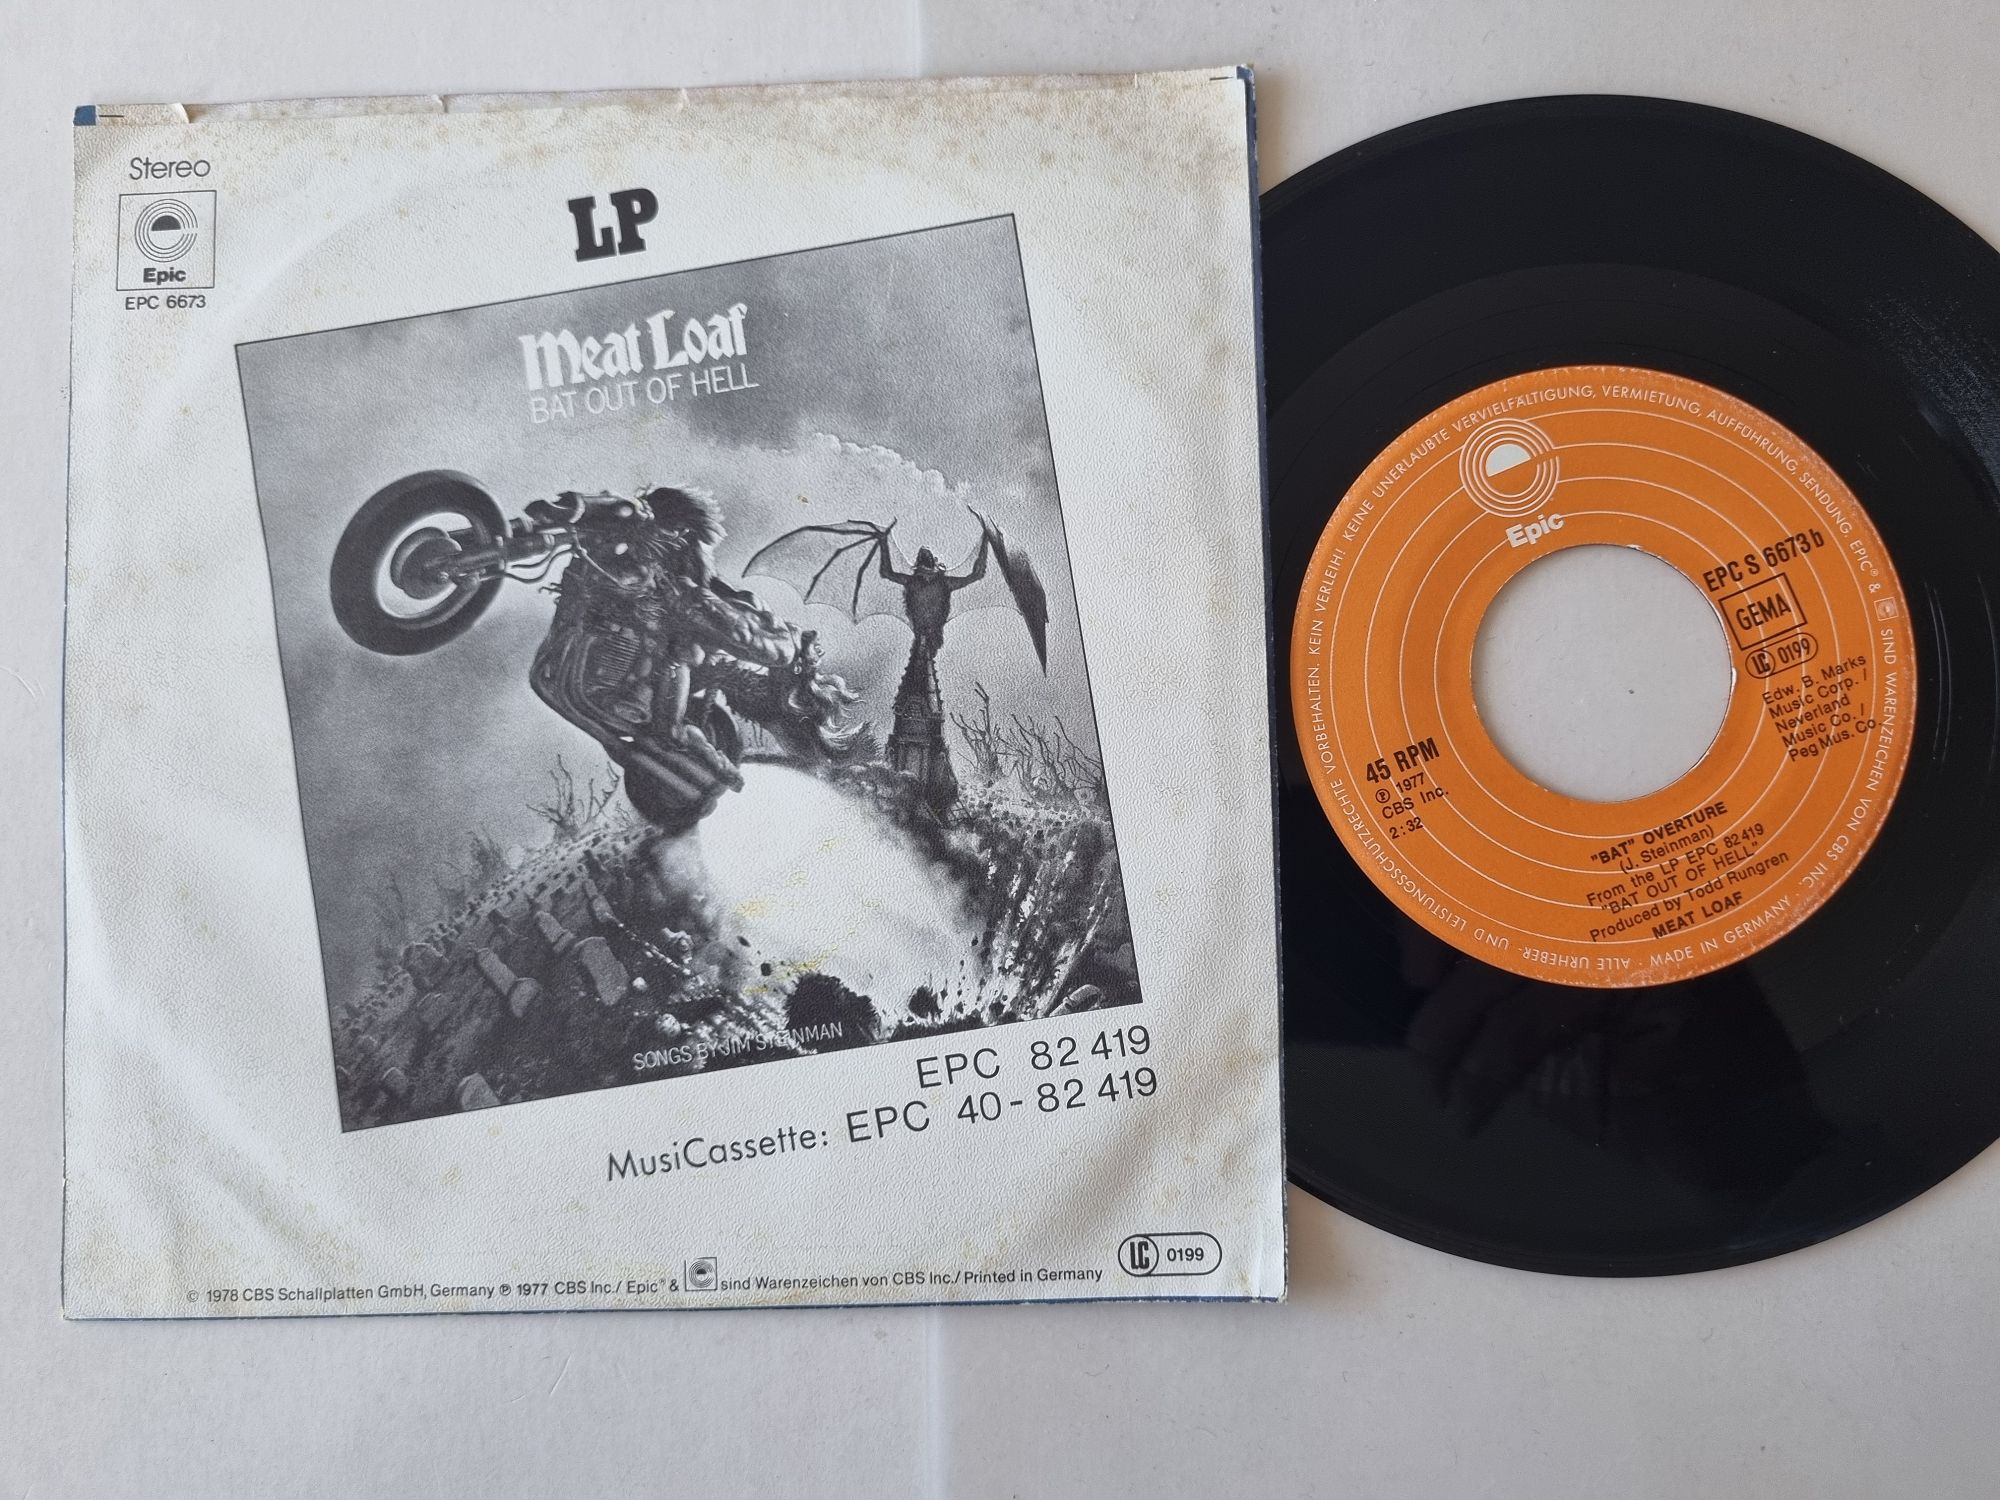 Stereo
Epic
EPC 6673
LP
Meat Loaf
BAT OUT OF HELL
SONGS BY JIM STEINMAN
EPC 82 419
MusiCassette: EPC 40 - 82 419
© 1978 CBS Schallplatten GmbH, Germany ℗ 1977 CBS Inc./ Epic® & sind Warenzeichen von CBS Inc./ Printed in Germany
LC 0199
ALLE URHEBER- UND LEISTUNGSSCHUTZRECHTE VORBEHALTEN. KEIN VERLEIH! KEINE UNERLAUBTE VERVIELFÄLTIGUNG, VERMIETUNG, AUFFÜHRUNG, SENDUNG. EPIC® & SIND WARENZEICHEN VON CBS INC. · MADE IN GERMANY ·
Epic
EPC S 6673 b
GEMA
LC 0199
Edw. B. Marks
Music Corp. /
Neverland
Music Co. /
Peg Mus. Co.
45 RPM
℗ 1977
CBS Inc.
2:32
"BAT" OVERTURE
(J. Steinman)
From the LP EPC 82 419
"BAT OUT OF HELL"
Produced by Todd Rungren
MEAT LOAF